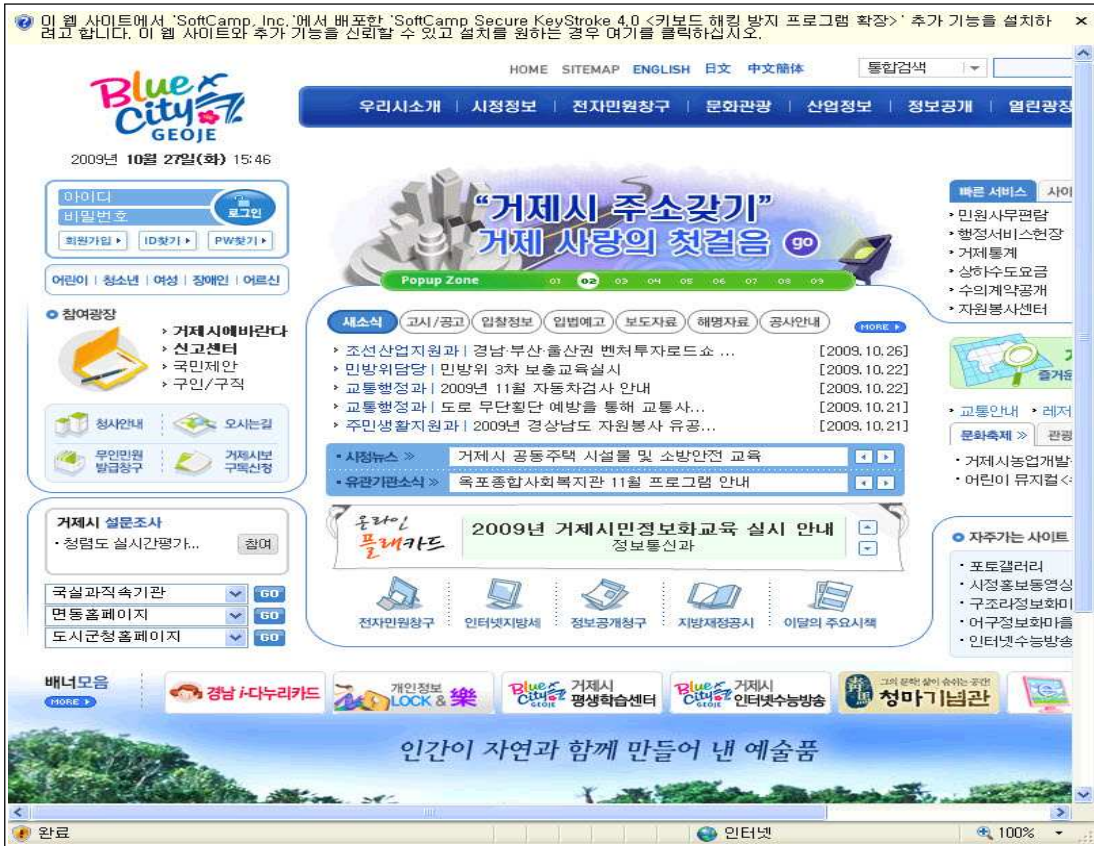 이 웹 사이트에서 'SoftCamp, Inc.'에서 배포한 'SoftCamp Secure KeyStroke 4.0 <키보드 해킹 방지 프로그램 확장>' 추가 기능을 설치하
려고 합니다. 이 웹 사이트와 추가 기능을 신뢰할 수 있고 설치를 원하는 경우 여기를 클릭하십시오.
Blue City GEOJE
HOME SITEMAP ENGLISH 日文 中文簡体 통합검색
우리시소개 | 시정정보 | 전자민원창구 | 문화관광 | 산업정보 | 정보공개 | 열린광장
2009년 10월 27일(화) 15:46
아이디
비밀번호
로그인
회원가입 ID찾기 PW찾기
어린이 | 청소년 | 여성 | 장애인 | 어르신
참여광장
거제시에바란다
신고센터
국민제안
구인/구직
청사안내 오시는길
무인민원 발급창구 거제시보 구독신청
거제시 설문조사
· 청렴도 실시간평가... 참여
국실과직속기관 GO
면동홈페이지 GO
도시군청홈페이지 GO
"거제시 주소갖기"
거제 사랑의 첫걸음 go
Popup Zone 01 02 03 04 05 06 07 08 09
새소식 고시/공고 입찰정보 입법예고 보도자료 해명자료 공사안내 MORE
조선산업지원과 | 경남·부산·울산권 벤처투자로드쇼 ... [2009.10.26]
민방위담당 | 민방위 3차 보충교육실시 [2009.10.22]
교통행정과 | 2009년 11월 자동차검사 안내 [2009.10.22]
교통행정과 | 도로 무단횡단 예방을 통해 교통사... [2009.10.21]
주민생활지원과 | 2009년 경상남도 자원봉사 유공... [2009.10.21]
· 시정뉴스 » 거제시 공동주택 시설물 및 소방안전 교육
· 유관기관소식 » 옥포종합사회복지관 11월 프로그램 안내
온라인 플래카드
2009년 거제시민정보화교육 실시 안내
정보통신과
전자민원창구 인터넷지방세 정보공개청구 지방재정공시 이달의 주요시책
빠른 서비스 사이
민원사무편람
행정서비스헌장
거제통계
상하수도요금
수의계약공개
자원봉사센터
즐거운
교통안내 레저
문화축제 » 관광
· 거제시농업개발
· 어린이 뮤지컬<
자주가는 사이트
· 포토갤러리
· 시정홍보동영상
· 구조라정보화마
· 어구정보화마을
· 인터넷수능방송
배너모음
MORE
경남 i-다누리카드
개인정보 LOCK & 樂
Blue City GEOJE 거제시 평생학습센터
Blue City GEOJE 거제시 인터넷수능방송
그의 문학! 삶이 숨쉬는 공간! 청마기념관
인간이 자연과 함께 만들어 낸 예술품
완료 인터넷 100%